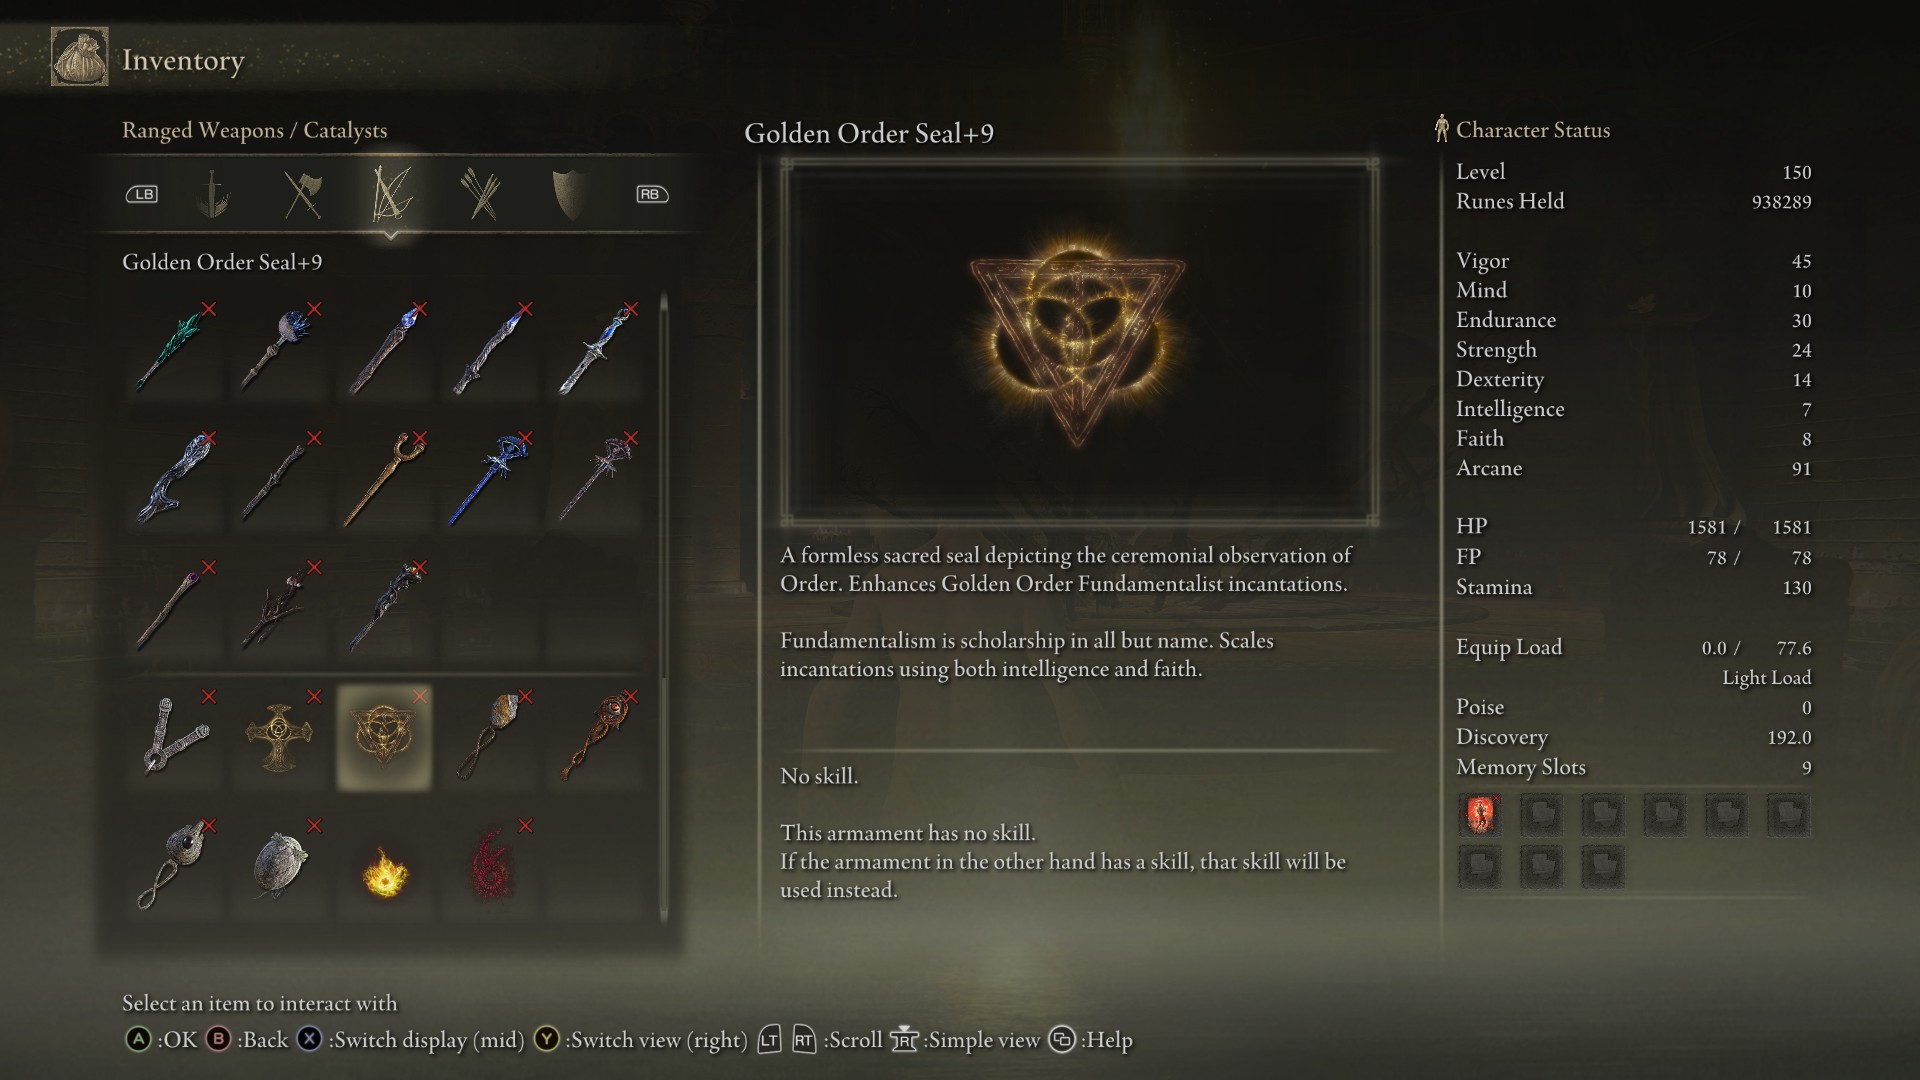 Inventory
Ranged Weapons / Catalysts
LB
RB
Golden Order Seal+9
Golden Order Seal+9
A formless sacred seal depicting the ceremonial observation of
Order. Enhances Golden Order Fundamentalist incantations.
Fundamentalism is scholarship in all but name. Scales
incantations using both intelligence and faith.
No skill.
This armament has no skill.
If the armament in the other hand has a skill, that skill will be
used instead.
Character Status
Level 150
Runes Held 938289
Vigor 45
Mind 10
Endurance 30
Strength 24
Dexterity 14
Intelligence 7
Faith 8
Arcane 91
HP 1581 / 1581
FP 78 / 78
Stamina 130
Equip Load 0.0 / 77.6
Light Load
Poise 0
Discovery 192.0
Memory Slots 9
Select an item to interact with
A :OK B :Back X :Switch display (mid) Y :Switch view (right) LT RT :Scroll R :Simple view :Help